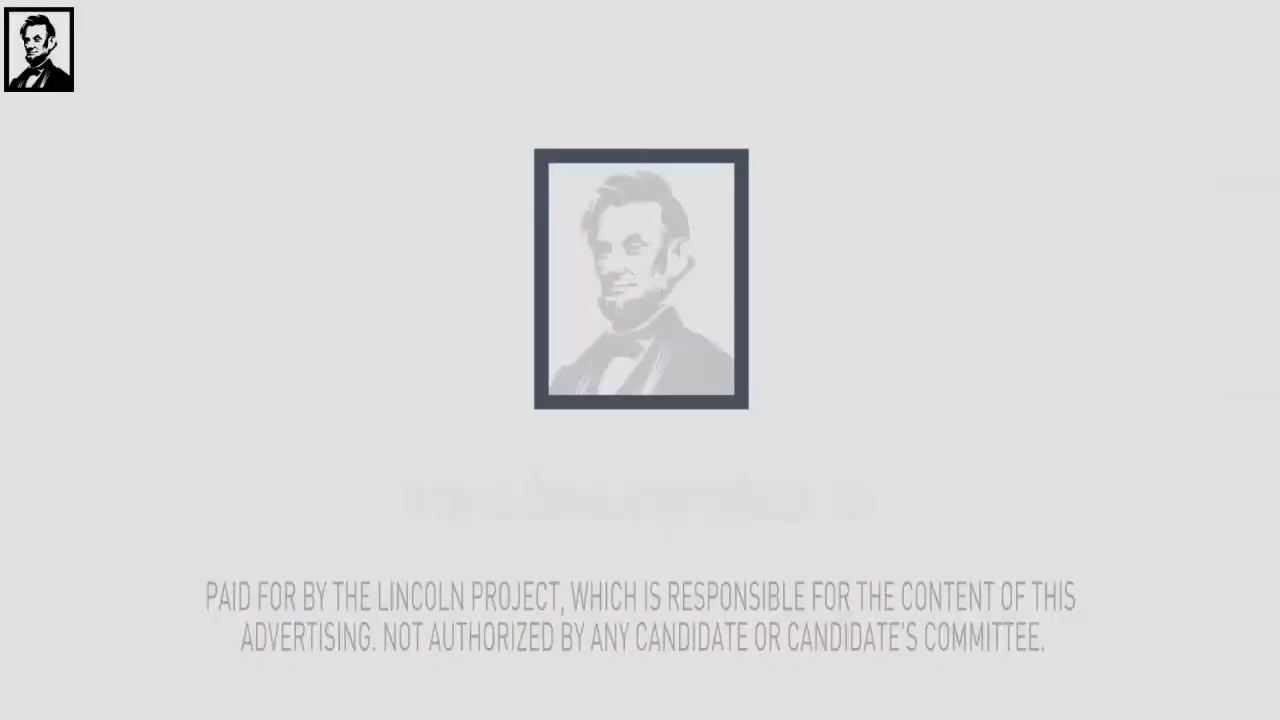 PAID FOR BY THE LINCOLN PROJECT, WHICH IS RESPONSIBLE FOR THE CONTENT OF THIS
ADVERTISING. NOT AUTHORIZED BY ANY CANDIDATE OR CANDIDATE'S COMMITTEE.